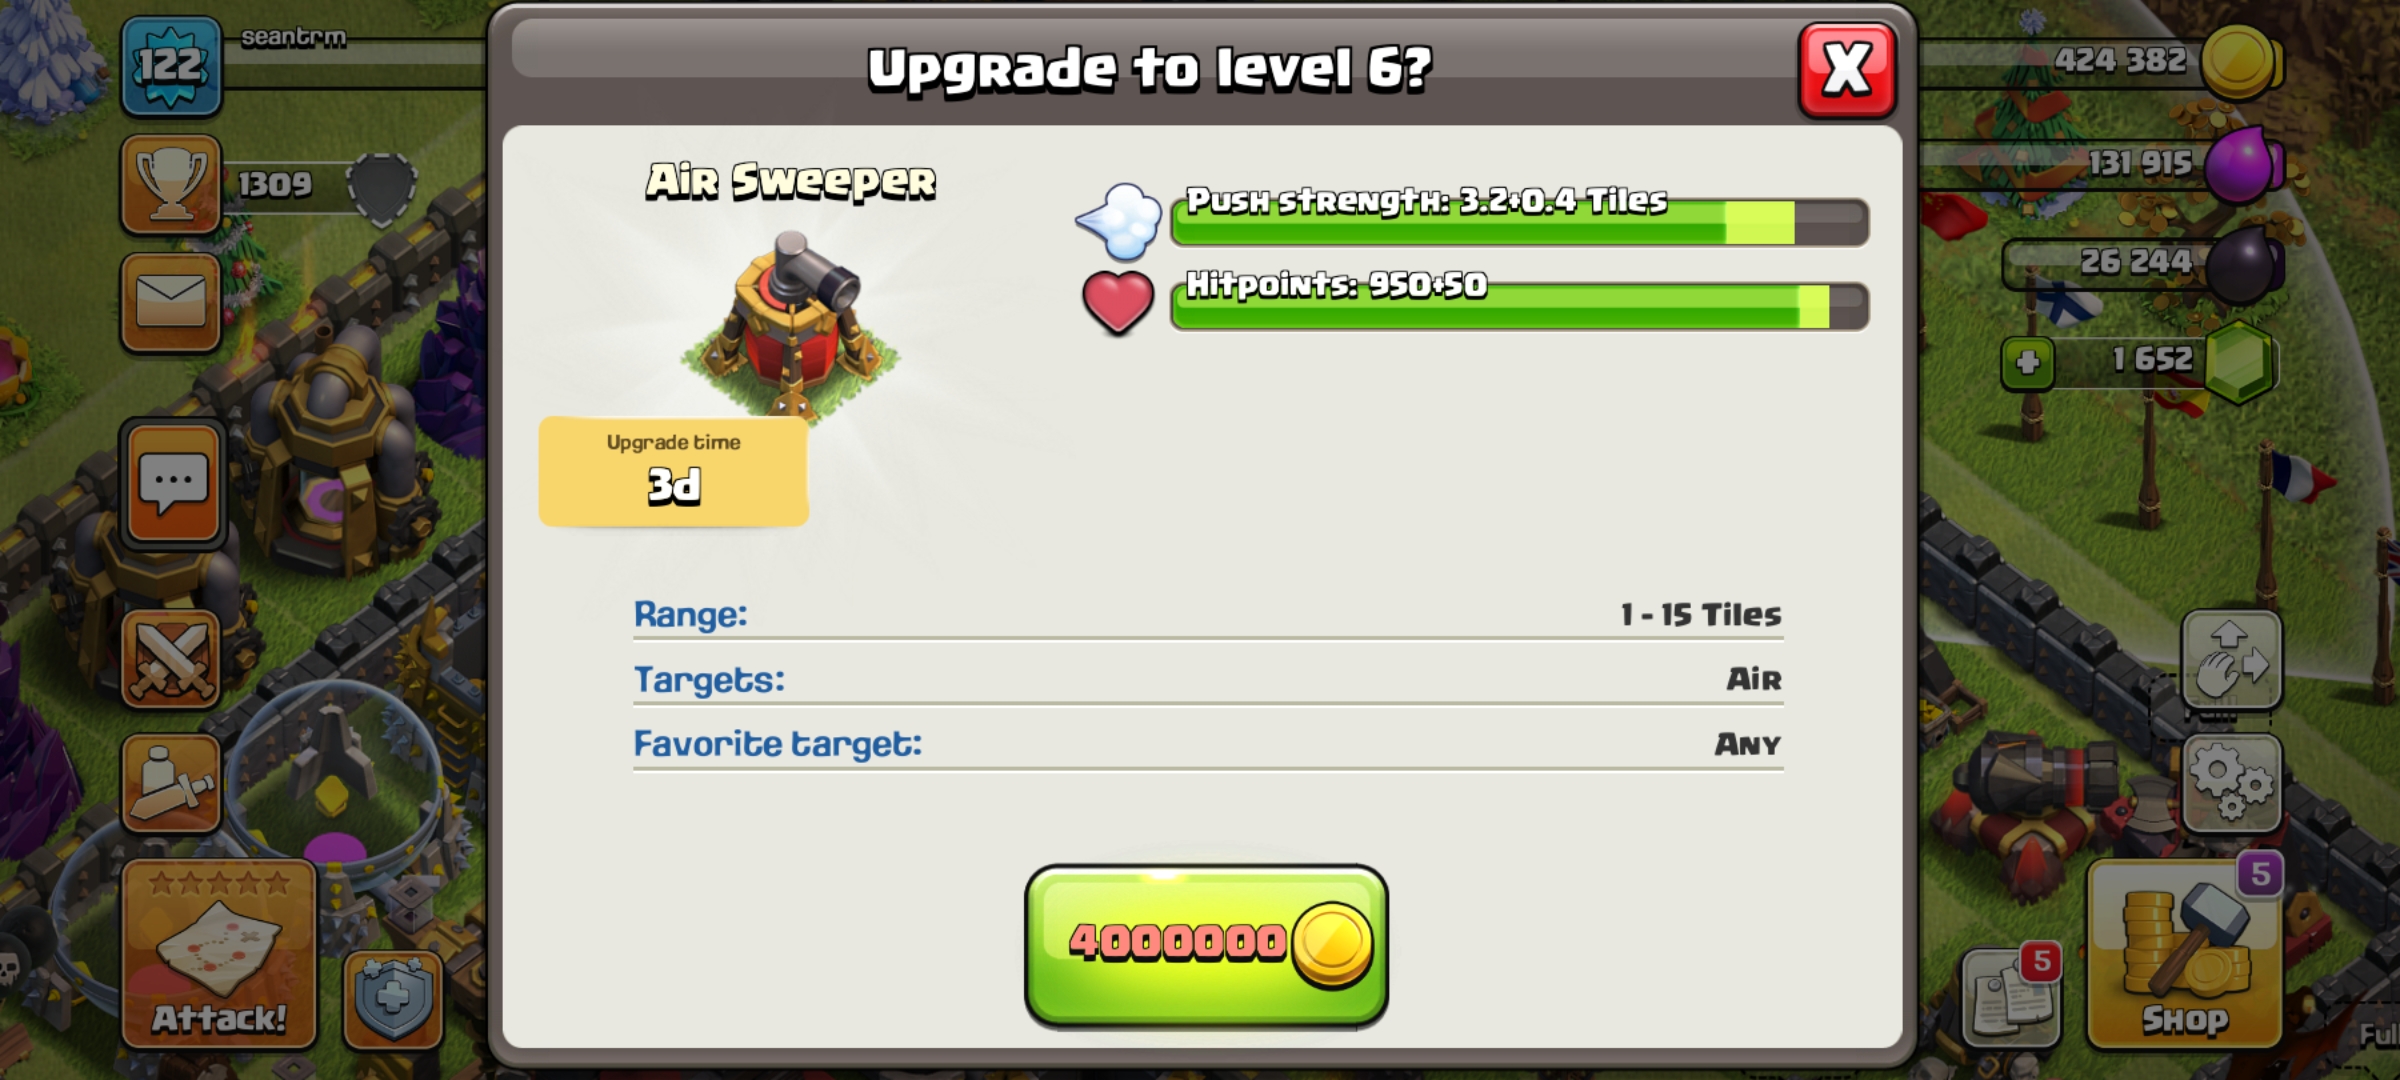 122
seantrm
1309
Upgrade to level 6?
X
424 382
131 915
26 244
1 652
Air Sweeper
Push strength: 3.2+0.4 Tiles
Hitpoints: 950+50
Upgrade time
3d
Range: 1 - 15 Tiles
Targets: Air
Favorite target: Any
4000000
Attack!
5
5
Shop